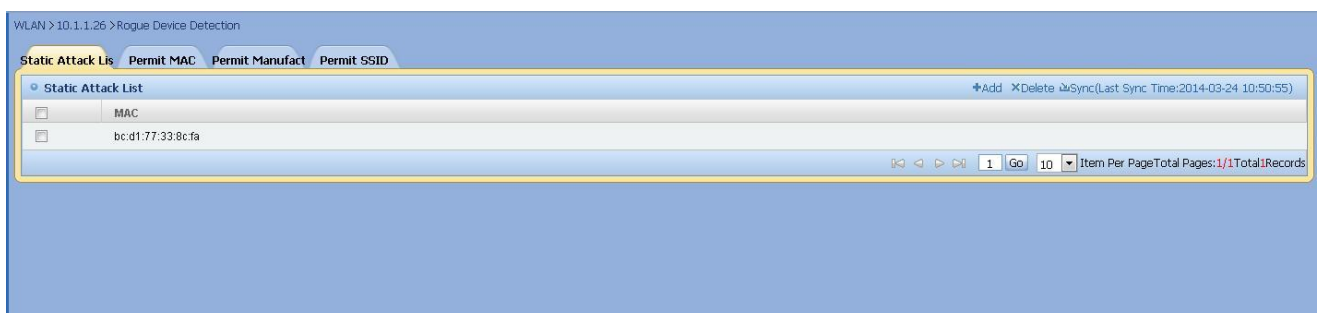 WLAN > 10.1.1.26 > Rogue Device Detection
Static Attack Lis Permit MAC Permit Manufact Permit SSID
Static Attack List Add Delete Sync(Last Sync Time:2014-03-24 10:50:55)
MAC
bc:d1:77:33:8c:fa
1 Go 10 Item Per PageTotal Pages:1/1Total1Records